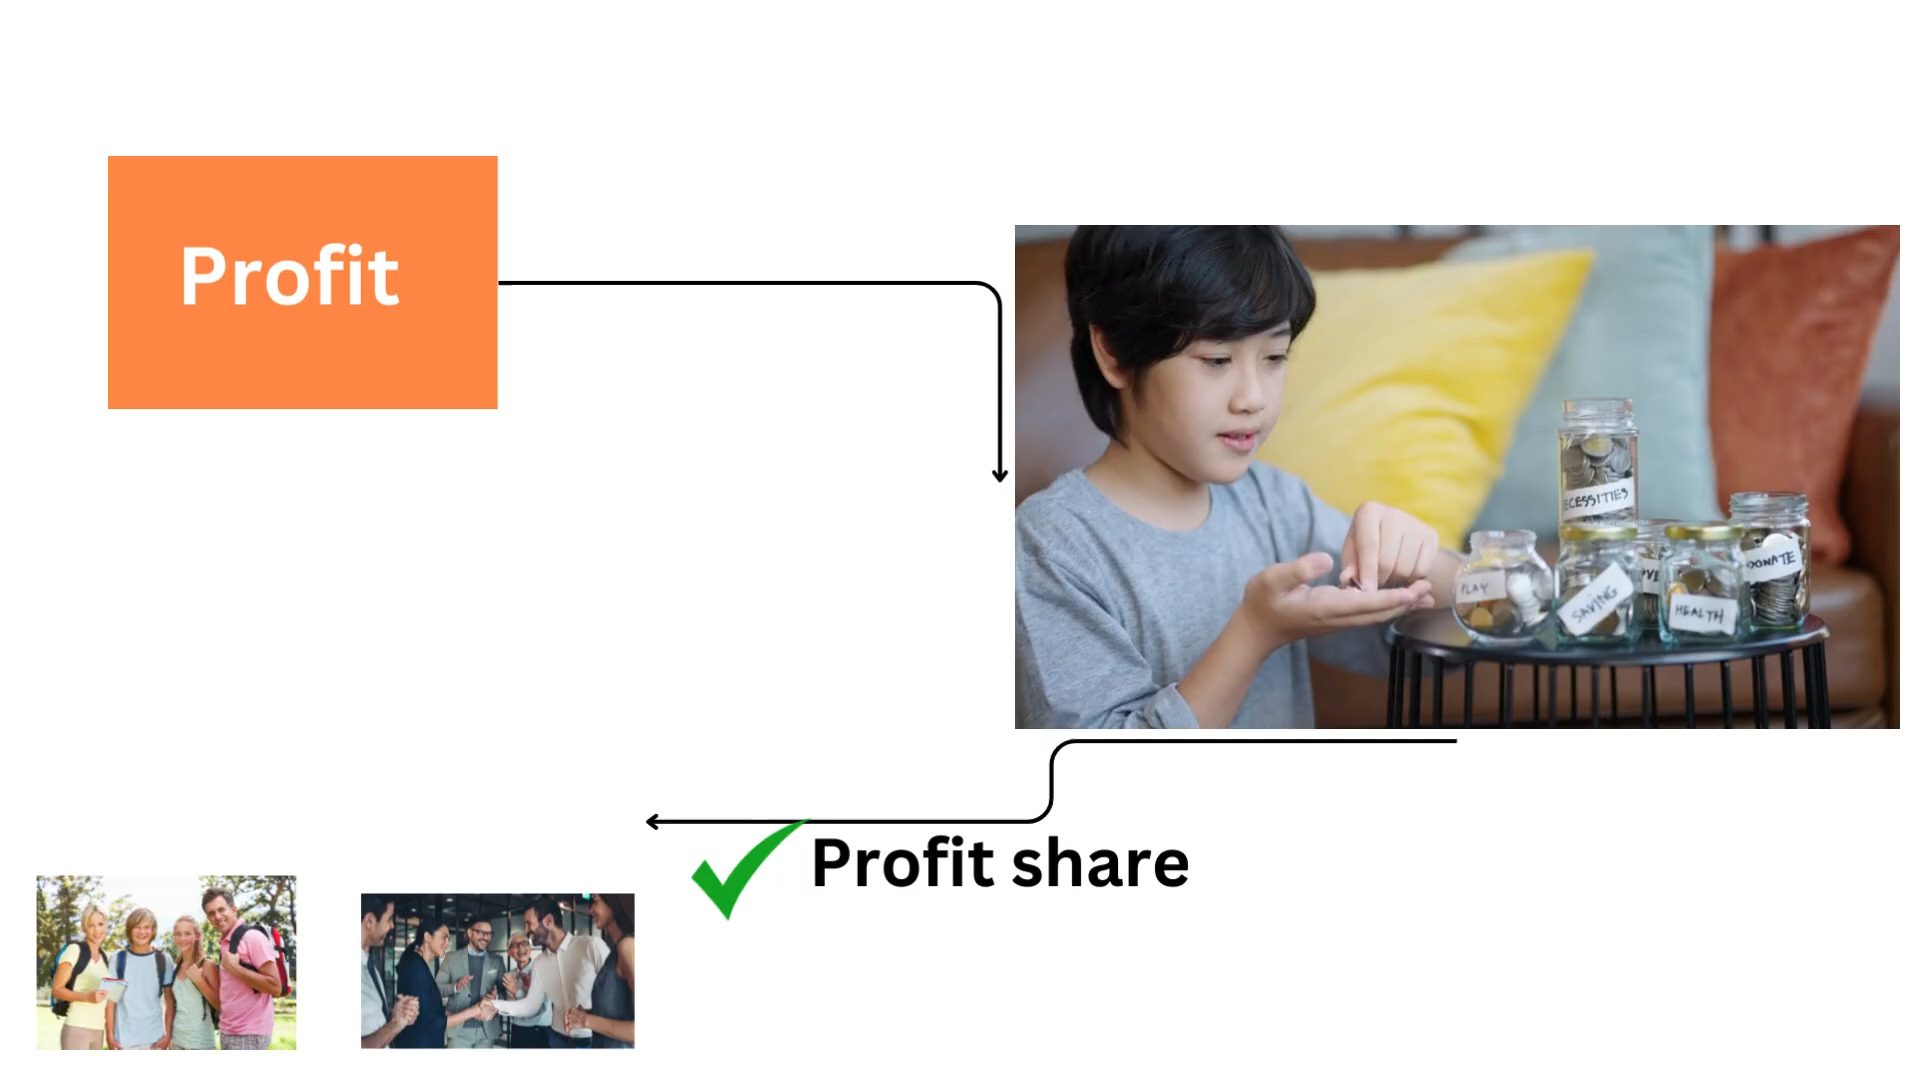 Profit
ECESSITIES
PLAY
SAVING
HEALTH
DONATE
Profit share